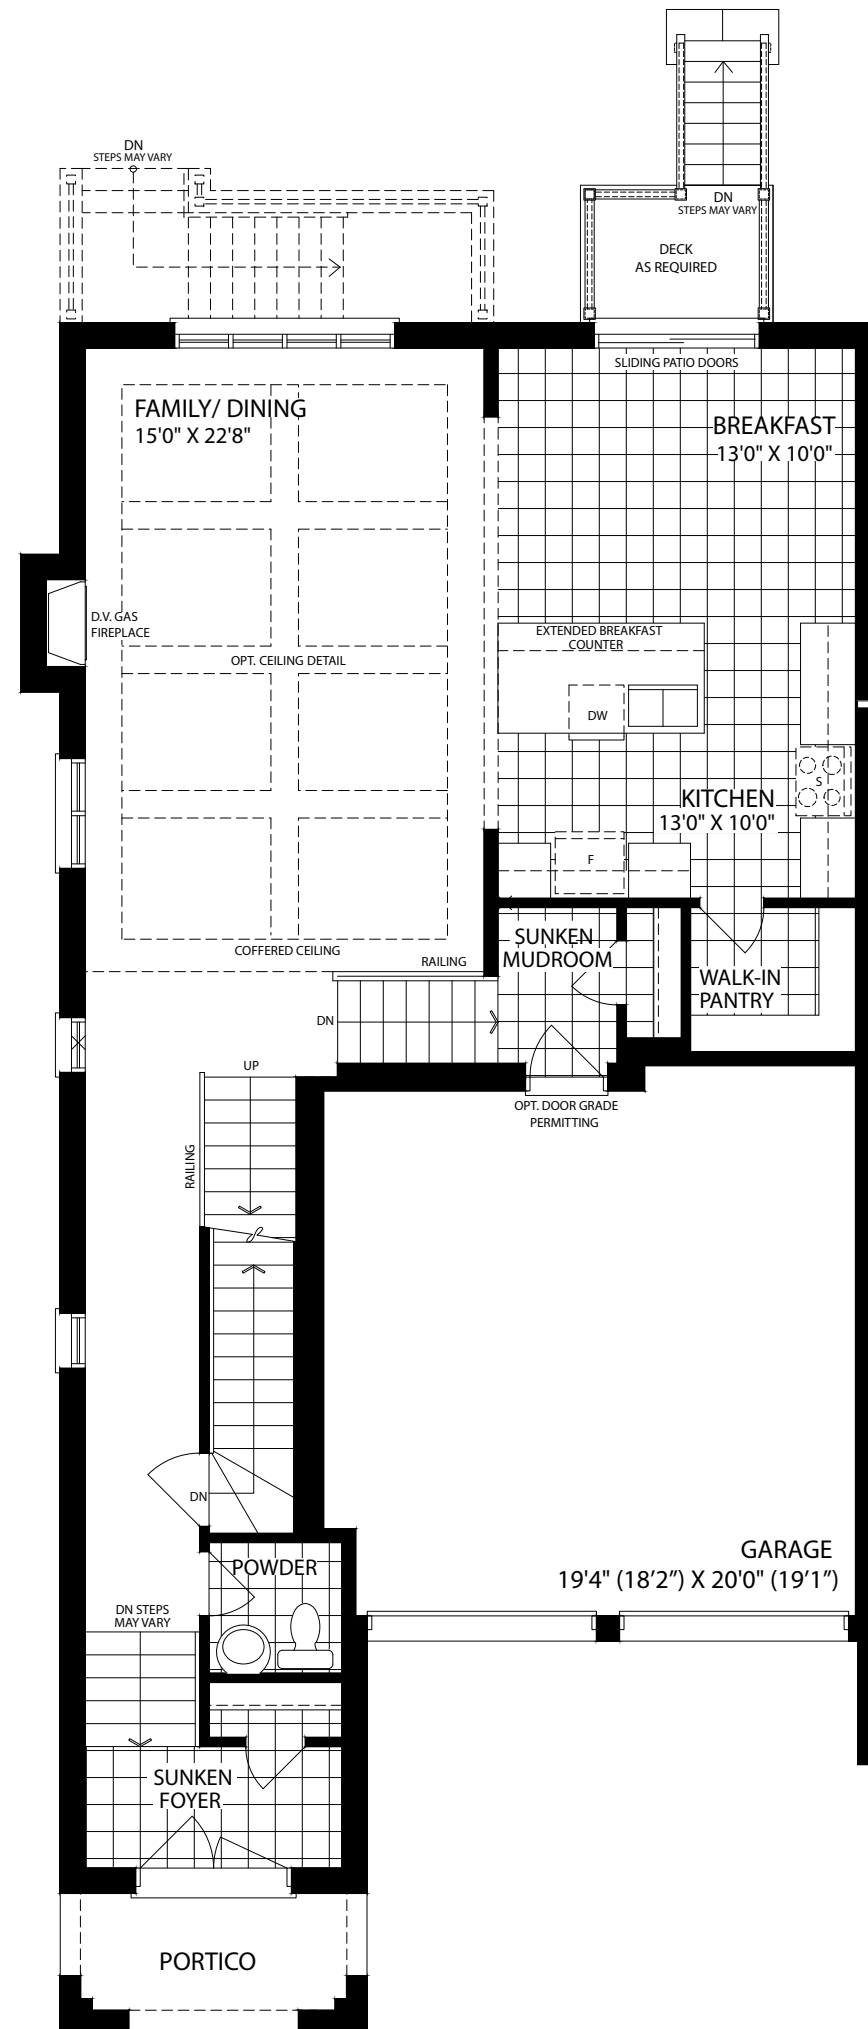 DN
STEPS MAY VARY
DN
STEPS MAY VARY
DECK
AS REQUIRED
SLIDING PATIO DOORS
FAMILY/ DINING
15'0" X 22'8"
BREAKFAST
13'0" X 10'0"
D.V. GAS
FIREPLACE
EXTENDED BREAKFAST
COUNTER
OPT. CEILING DETAIL
DW
S
KITCHEN
13'0" X 10'0"
F
COFFERED CEILING
RAILING
SUNKEN
MUDROOM
WALK-IN
PANTRY
DN
UP
OPT. DOOR GRADE
PERMITTING
RAILING
DN
GARAGE
19'4" (18’2”) X 20'0" (19’1”)
POWDER
DN STEPS
MAY VARY
SUNKEN
FOYER
PORTICO